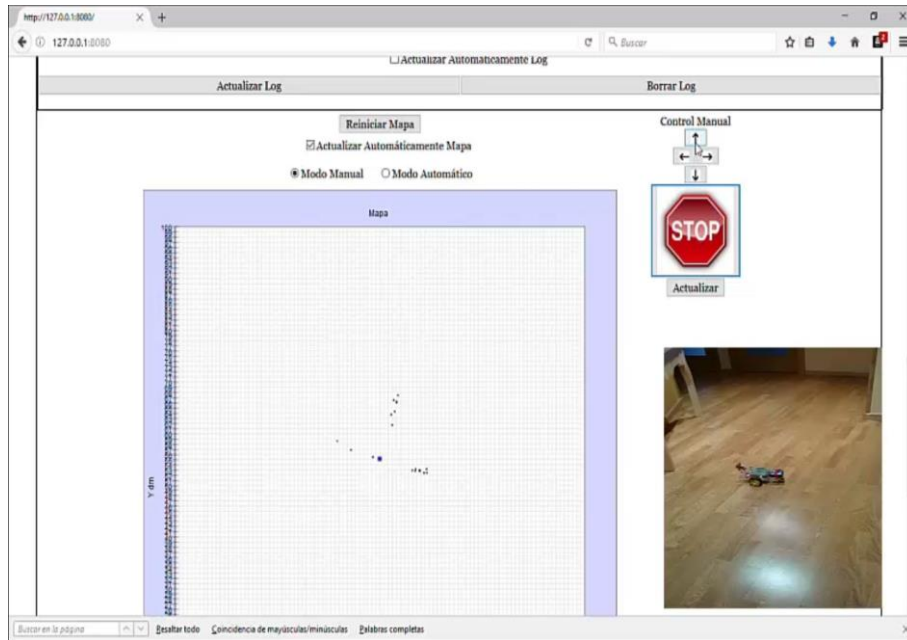 http://127.0.0.1:8080/
127.0.0.1:8080
Buscar
2
Actualizar Automáticamente Log
Actualizar Log
Borrar Log
Reiniciar Mapa
Actualizar Automáticamente Mapa
Modo Manual
Modo Automático
Control Manual
STOP
Actualizar
Mapa
100
Y dm
Buscar en la página
Resaltar todo
Coincidencia de mayúsculas/minúsculas
Palabras completas